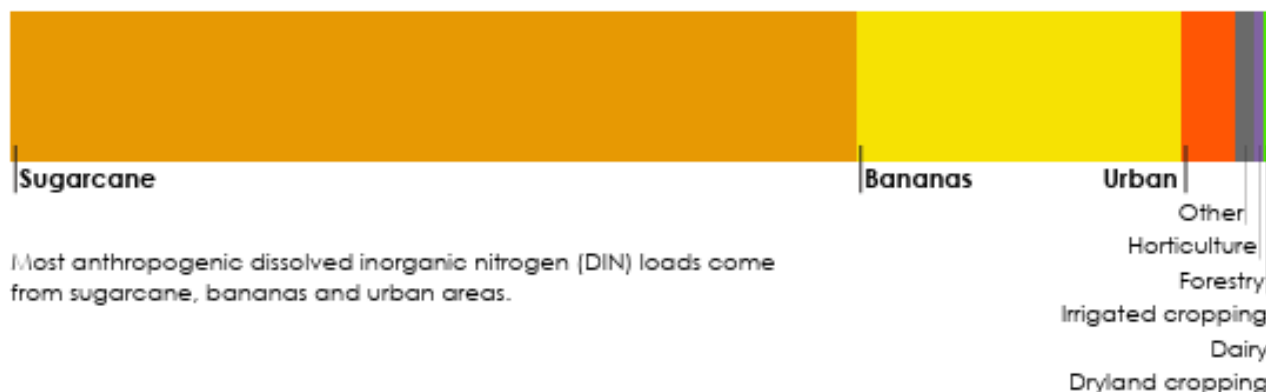 Sugarcane
Bananas
Urban
Other
Horticulture
Forestry
Irrigated cropping
Dairy
Dryland cropping
Most anthropogenic dissolved inorganic nitrogen (DIN) loads come
from sugarcane, bananas and urban areas.